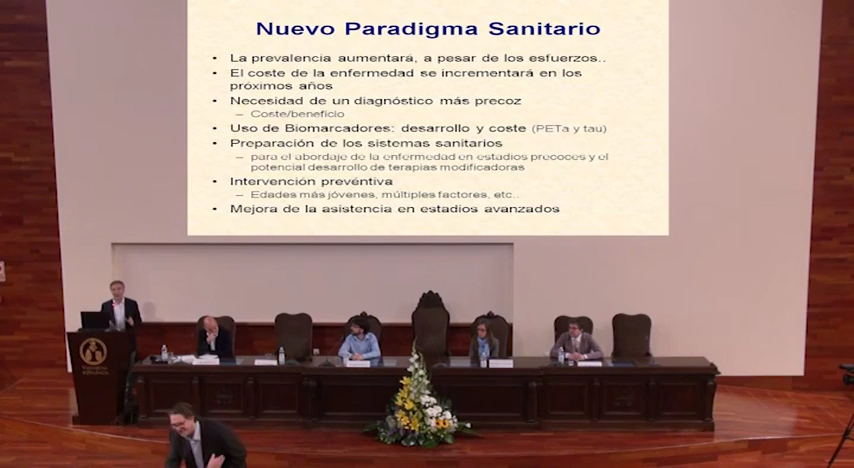 Nuevo Paradigma Sanitario
• La prevalencia aumentará, a pesar de los esfuerzos..
• El coste de la enfermedad se incrementará en los
próximos años
• Necesidad de un diagnóstico más precoz
– Coste/beneficio
• Uso de Biomarcadores: desarrollo y coste (PETa y tau)
• Preparación de los sistemas sanitarios
– para el abordaje de la enfermedad en estadios precoces y el
potencial desarrollo de terapias modificadoras
• Intervención prevéntiva
– Edades más jóvenes, múltiples factores, etc..
• Mejora de la asistencia en estadios avanzados